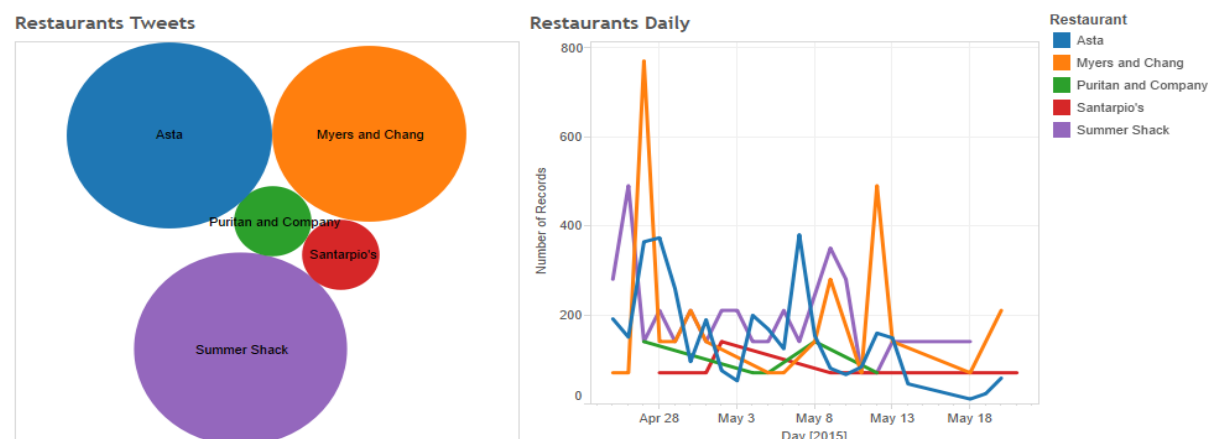 Restaurants Tweets
Asta
Myers and Chang
Puritan and Company
Santarpio's
Summer Shack
Restaurants Daily
Number of Records
800
600
400
200
0
Apr 28
May 3
May 8
May 13
May 18
Day [2015]
Restaurant
Asta
Myers and Chang
Puritan and Company
Santarpio's
Summer Shack